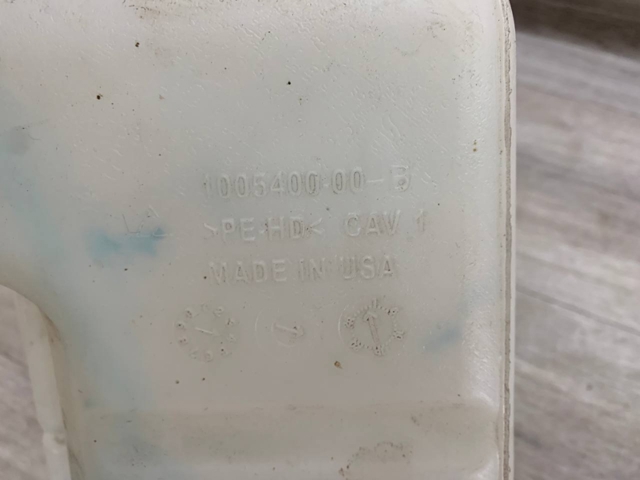 1005400-00-B
>PE-HD< CAV 1
MADE IN USA